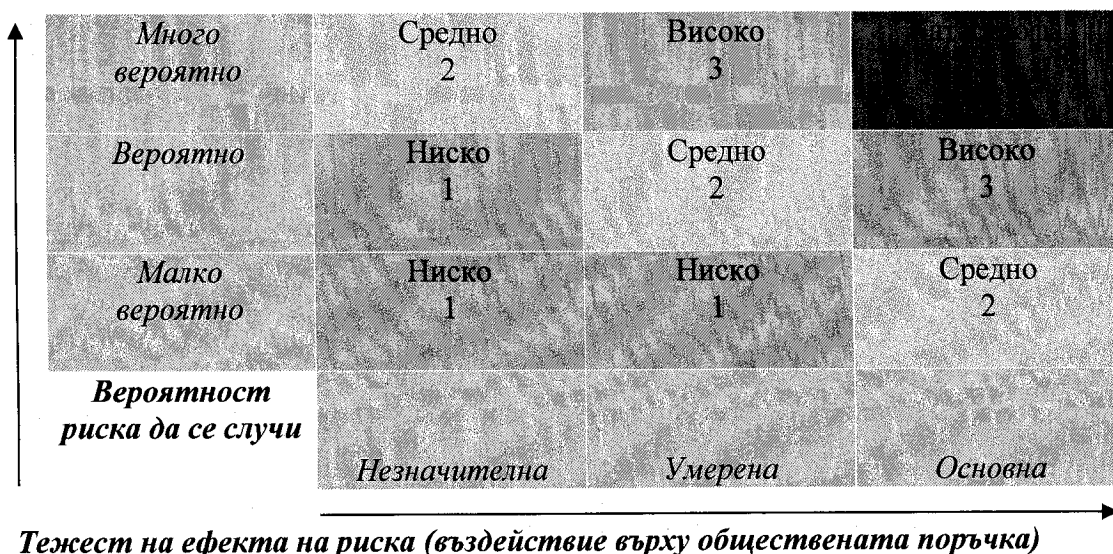 Много Средно Високо
вероятно 2 3
Вероятно Ниско Средно Високо
1 2 3
Малко Ниско Ниско Средно
вероятно 1 1 2
Вероятност
риска да се случи
Незначителна Умерена Основна
Тежест на ефекта на риска (въздействие върху обществената поръчка)